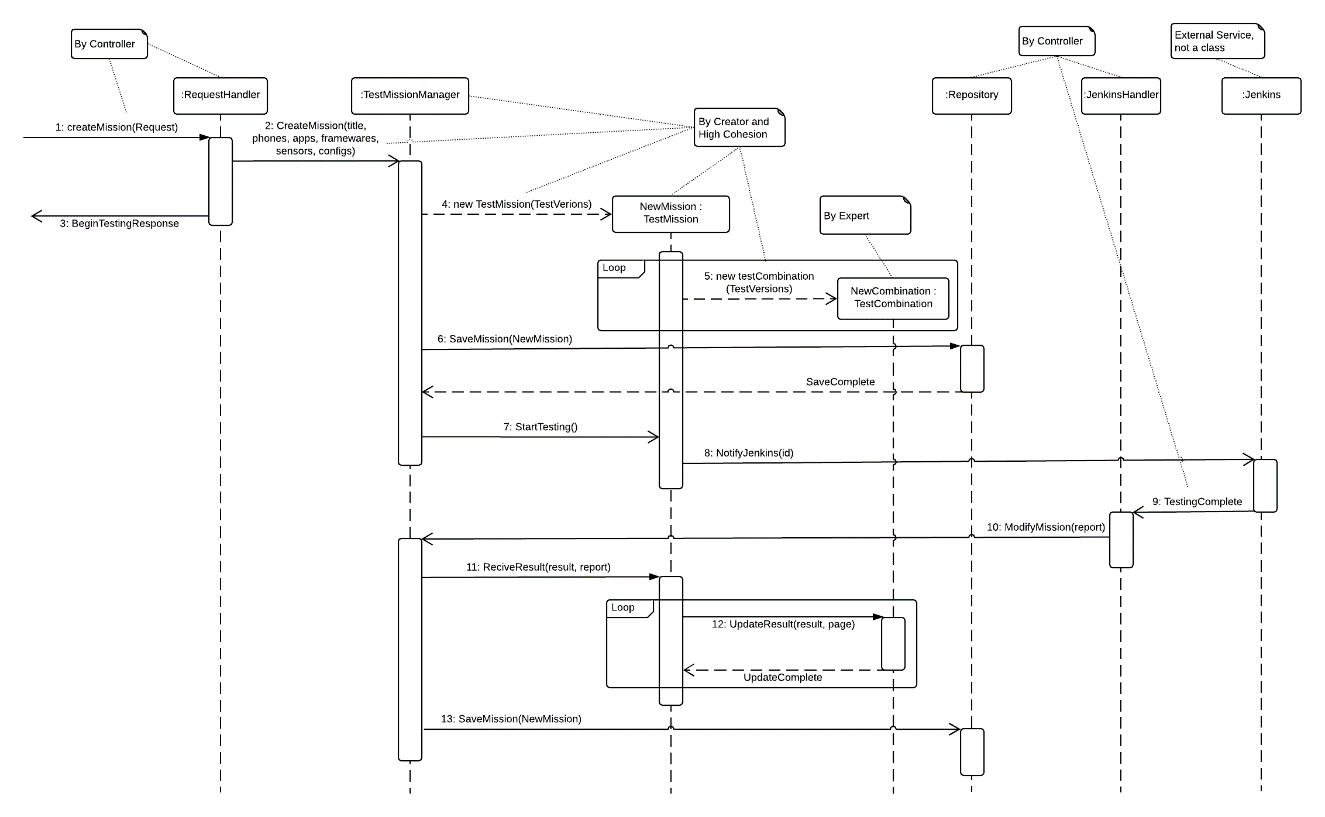 By Controller
By Controller
External Service,
not a class
:RequestHandler
:TestMissionManager
:Repository
:JenkinsHandler
:Jenkins
By Creator and
High Cohesion
1: createMission(Request)
2: CreateMission(title,
phones, apps, framewares,
sensors, configs)
4: new TestMission(TestVerions)
NewMission :
TestMission
By Expert
3: BeginTestingResponse
Loop
5: new testCombination
(TestVersions)
NewCombination :
TestCombination
6: SaveMission(NewMission)
SaveComplete
7: StartTesting()
8: NotifyJenkins(id)
9: TestingComplete
10: ModifyMission(report)
11: ReciveResult(result, report)
Loop
12: UpdateResult(result, page)
UpdateComplete
13: SaveMission(NewMission)